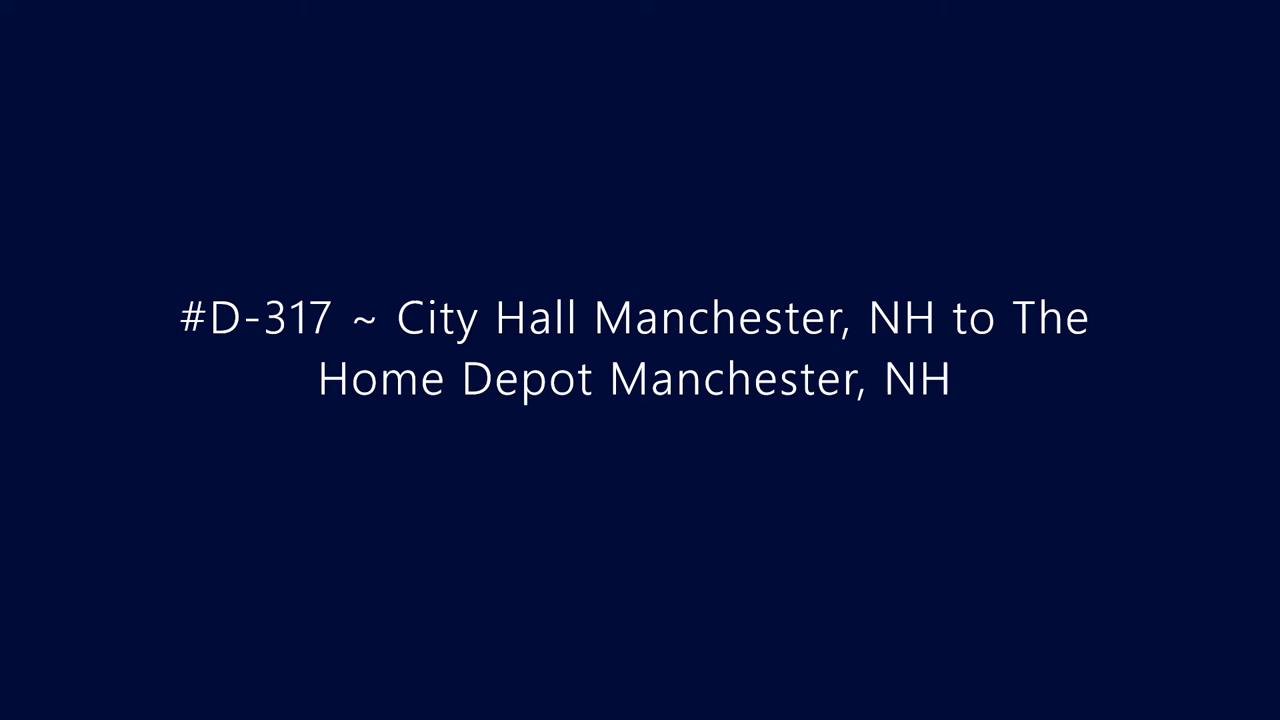 #D-317 ~ City Hall Manchester, NH to The
Home Depot Manchester, NH